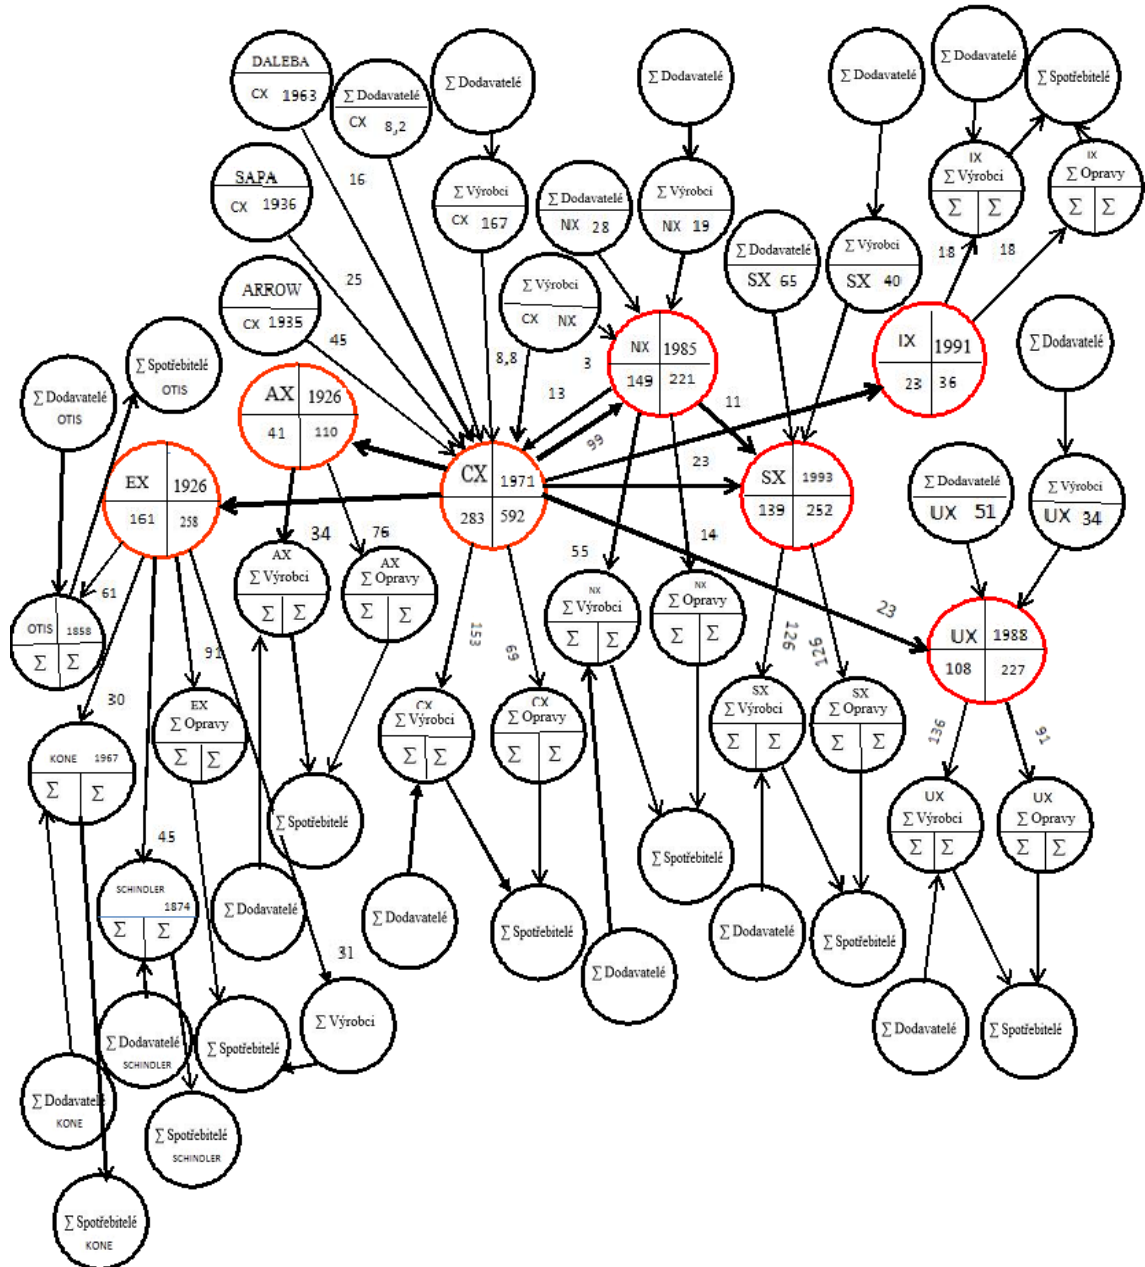 DALEBA
CX 1963
Σ Dodavatelé
CX 8,2
Σ Dodavatelé
Σ Dodavatelé
Σ Dodavatelé
Σ Dodavatelé
Σ Spotřebitelé
SAPA
CX 1936
16
Σ Výrobci
CX 167
Σ Dodavatelé
NX 28
Σ Výrobci
NX 19
IX
Σ Výrobci
Σ Σ
IX
Σ Opravy
Σ Σ
Σ Dodavatelé
SX 65
Σ Výrobci
SX 40
18
18
ARROW
CX 1935
25
45
Σ Výrobci
CX NX
8,8
3
13
99
NX 1985
149 221
11
23
IX 1991
23 36
Σ Dodavatelé
Σ Spotřebitelé
OTIS
Σ Dodavatelé
OTIS
AX 1926
41 110
EX 1926
161 258
CX 1971
283 592
SX 1993
139 252
Σ Dodavatelé
UX 51
Σ Výrobci
UX 34
34
76
55
14
23
AX
Σ Výrobci
Σ Σ
AX
Σ Opravy
Σ Σ
NX
Σ Výrobci
Σ Σ
NX
Σ Opravy
Σ Σ
61
OTIS 1858
Σ Σ
91
153
69
126
126
UX 1988
108 227
30
EX
Σ Opravy
Σ Σ
CX
Σ Výrobci
Σ Σ
CX
Σ Opravy
Σ Σ
SX
Σ Výrobci
Σ Σ
SX
Σ Opravy
Σ Σ
136
91
KONE 1967
Σ Σ
Σ Spotřebitelé
45
UX
Σ Výrobci
Σ Σ
UX
Σ Opravy
Σ Σ
Σ Spotřebitelé
SCHINDLER
1874
Σ Σ
Σ Dodavatelé
Σ Dodavatelé
Σ Spotřebitelé
Σ Dodavatelé
Σ Spotřebitelé
31
Σ Dodavatelé
Σ Výrobci
Σ Dodavatelé
SCHINDLER
Σ Spotřebitelé
Σ Dodavatelé
Σ Spotřebitelé
Σ Dodavatelé
KONE
Σ Spotřebitelé
SCHINDLER
Σ Spotřebitelé
KONE